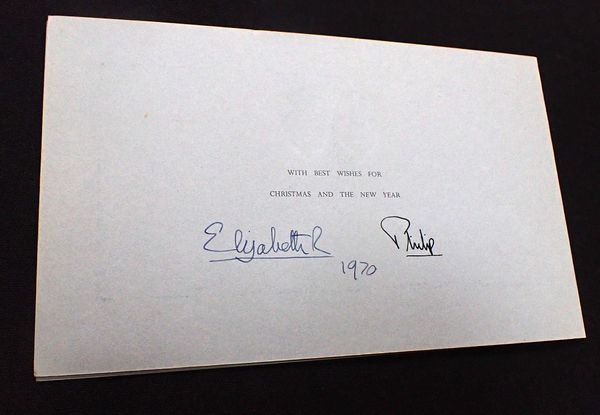 WITH BEST WISHES FOR
CHRISTMAS AND THE NEW YEAR
Elizabeth R Philip
1970